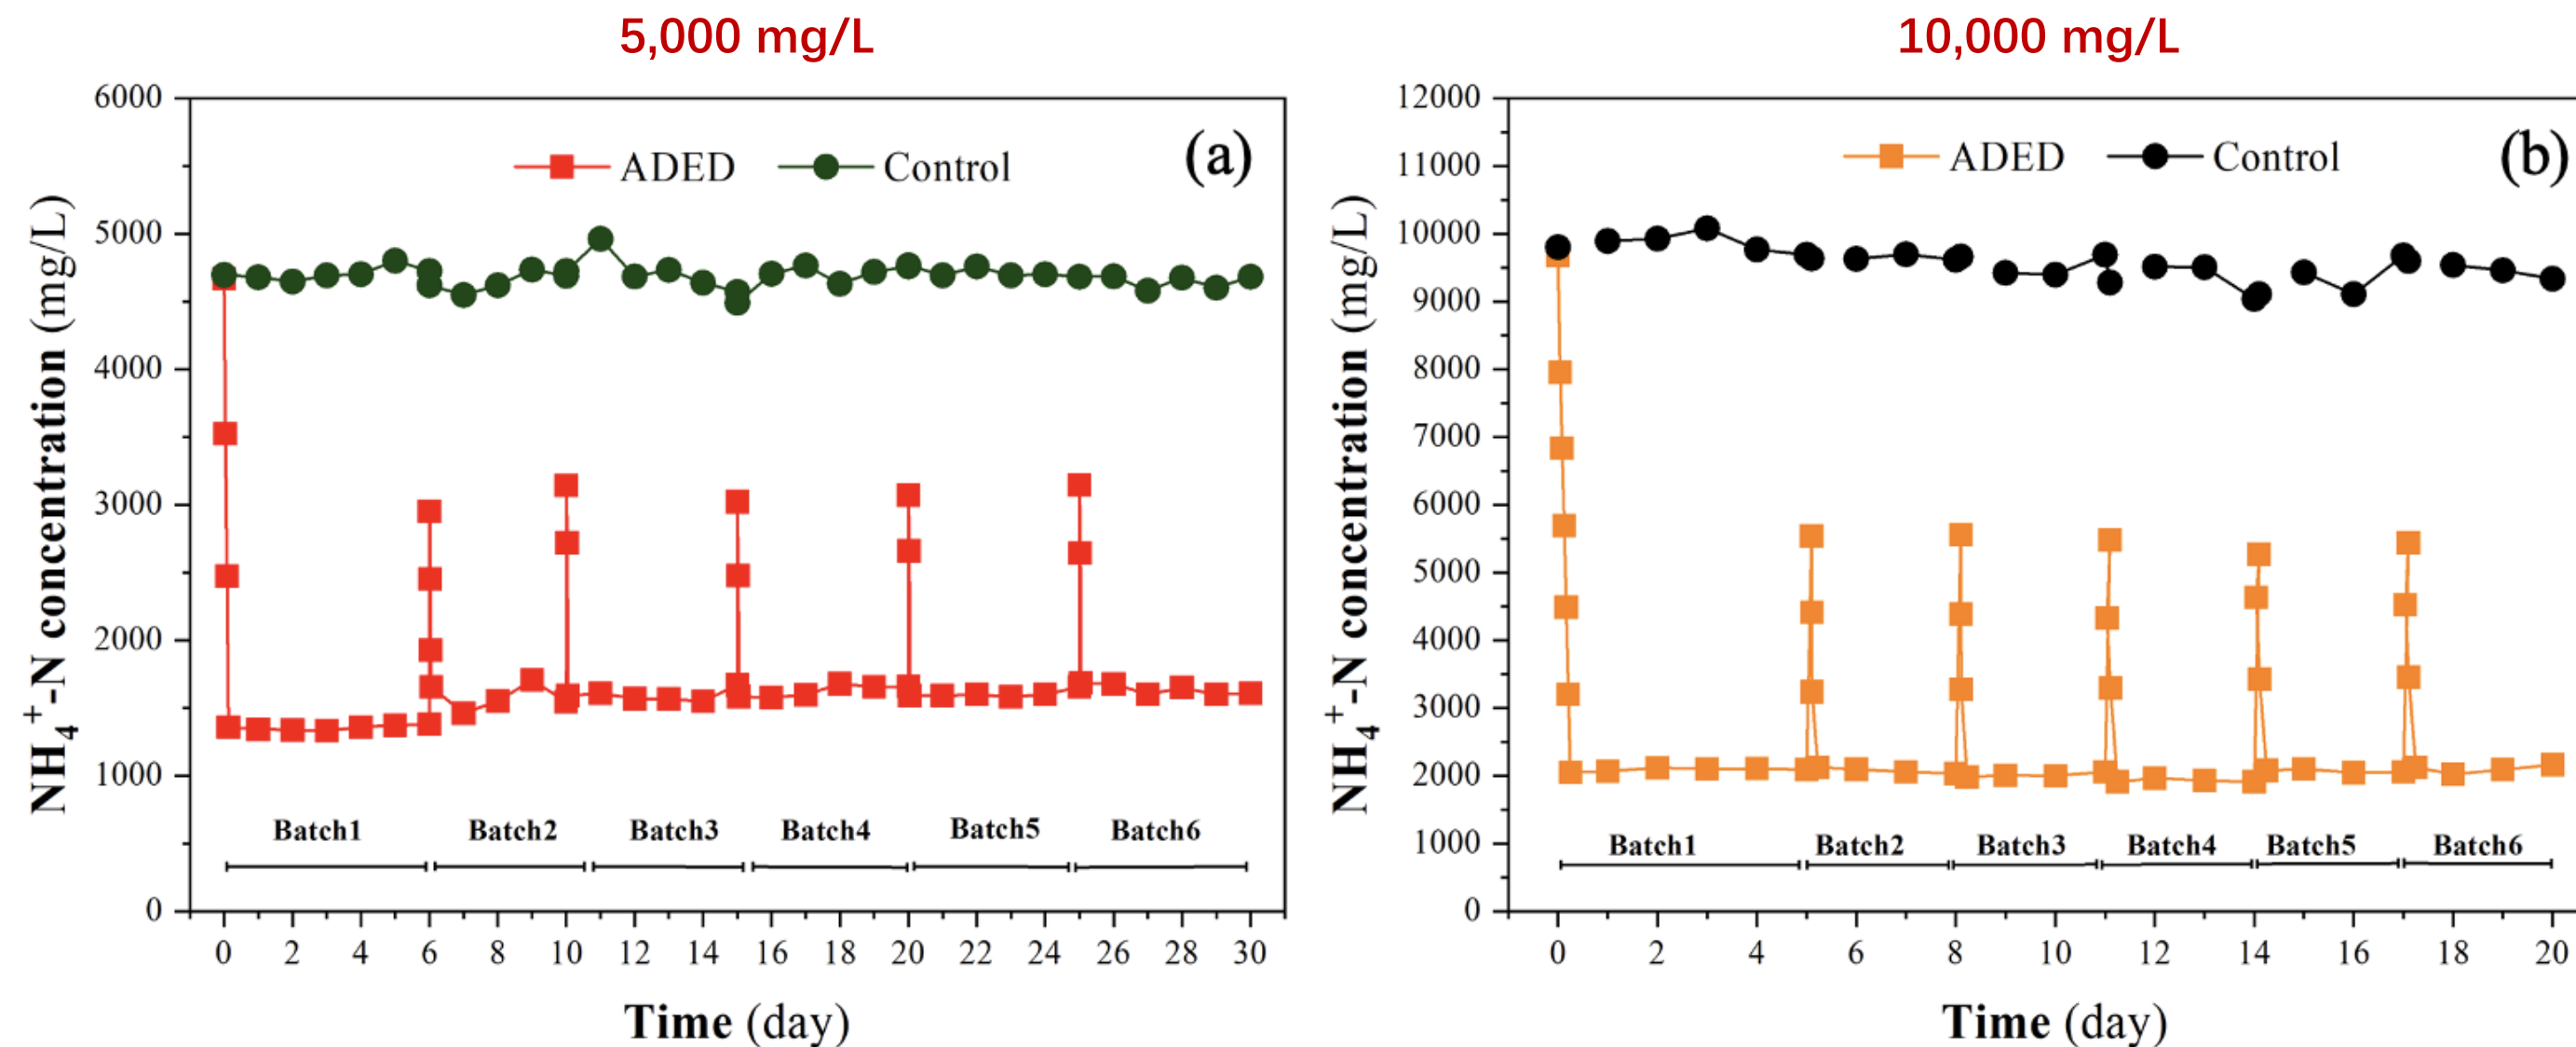 5,000 mg/L
6000
5000
4000
3000
2000
1000
0
NH₄⁺-N concentration (mg/L)
ADED
Control
(a)
Batch1
Batch2
Batch3
Batch4
Batch5
Batch6
0 2 4 6 8 10 12 14 16 18 20 22 24 26 28 30
Time (day)
10,000 mg/L
12000
11000
10000
9000
8000
7000
6000
5000
4000
3000
2000
1000
0
NH₄⁺-N concentration (mg/L)
ADED
Control
(b)
Batch1
Batch2
Batch3
Batch4
Batch5
Batch6
0 2 4 6 8 10 12 14 16 18 20
Time (day)